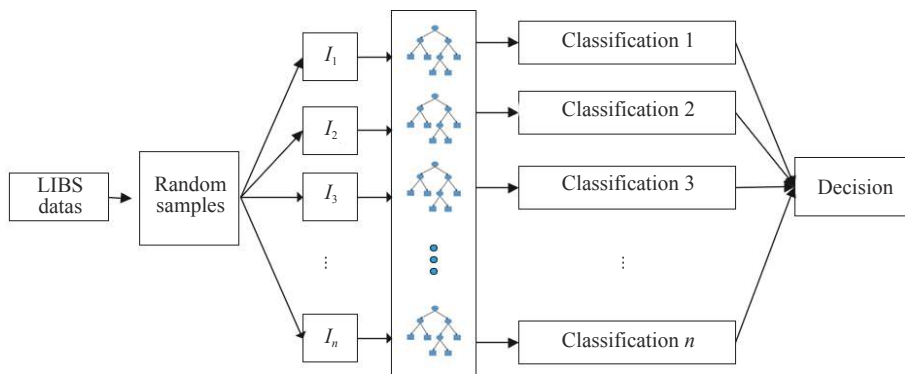 LIBS
datas
Random
samples
I1
I2
I3
⋮
In
Classification 1
Classification 2
Classification 3
⋮
Classification n
Decision